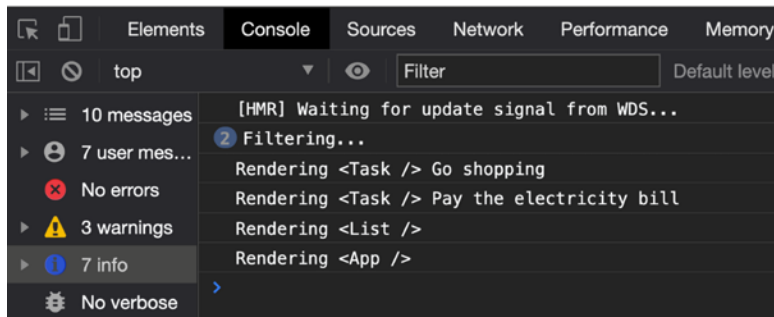 Elements Console Sources Network Performance Memory
top Filter Default level
10 messages
7 user mes...
No errors
3 warnings
7 info
No verbose
[HMR] Waiting for update signal from WDS...
2 Filtering...
Rendering <Task /> Go shopping
Rendering <Task /> Pay the electricity bill
Rendering <List />
Rendering <App />